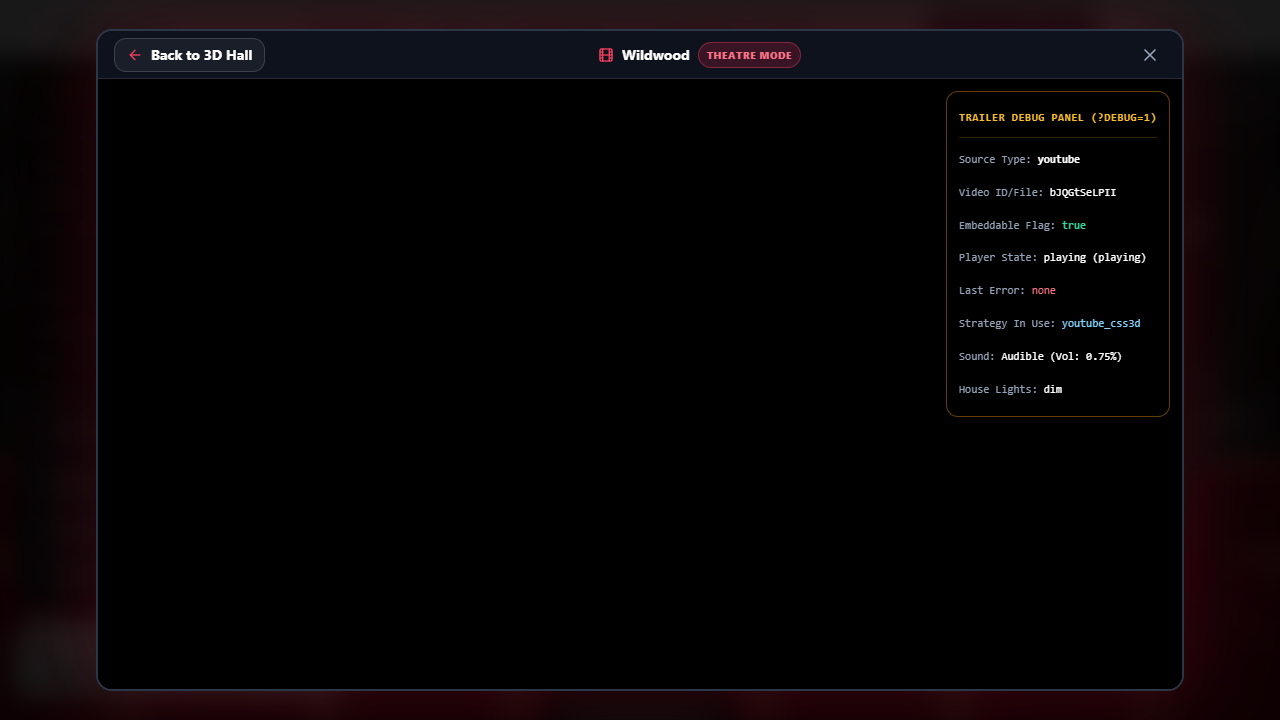 Back to 3D Hall
Wildwood
THEATRE MODE
TRAILER DEBUG PANEL (?DEBUG=1)
Source Type: youtube
Video ID/File: bJQGtSeLPII
Embeddable Flag: true
Player State: playing (playing)
Last Error: none
Strategy In Use: youtube_css3d
Sound: Audible (Vol: 0.75%)
House Lights: dim